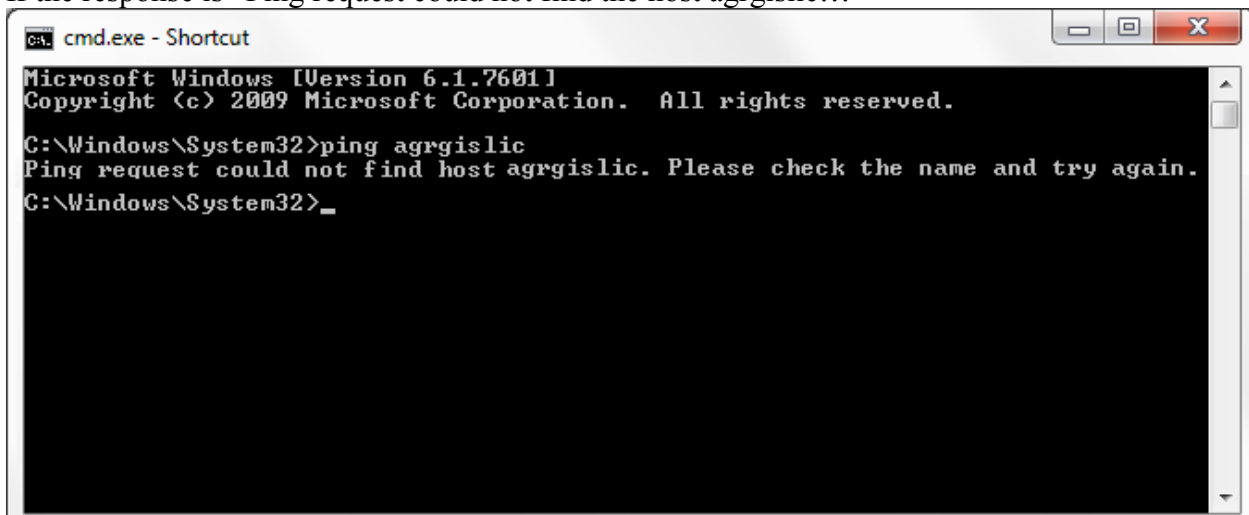 If the response is "Ping request could not find the host agrgislic…"
cmd.exe - Shortcut
Microsoft Windows [Version 6.1.7601]
Copyright (c) 2009 Microsoft Corporation.  All rights reserved.
C:\Windows\System32>ping agrgislic
Ping request could not find host agrgislic. Please check the name and try again.
C:\Windows\System32>_